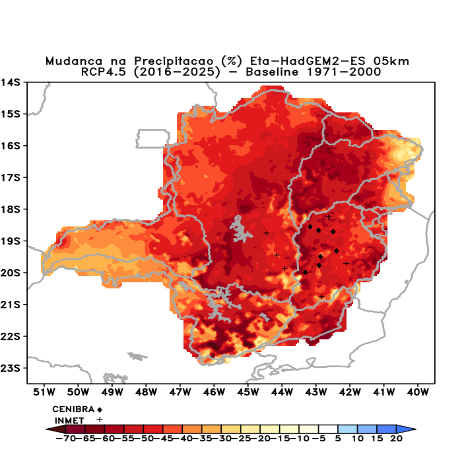 Mudanca na Precipitacao (%) Eta-HadGEM2-ES 05km
RCP4.5 (2016-2025) - Baseline 1971-2000
14S
15S
16S
17S
18S
19S
20S
21S
22S
23S
51W 50W 49W 48W 47W 46W 45W 44W 43W 42W 41W 40W
CENIBRA
INMET
-70 -65 -60 -55 -50 -45 -40 -35 -30 -25 -20 -15 -10 -5 5 10 15 20